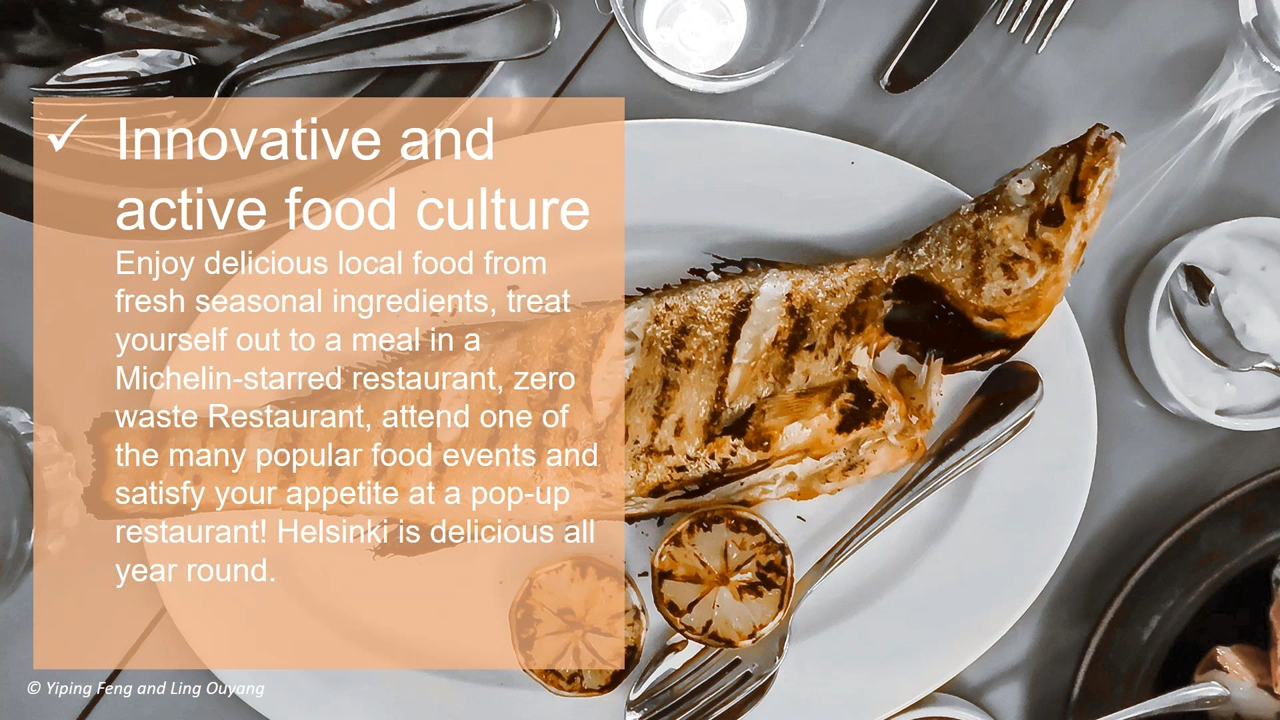 ✓ Innovative and
active food culture
Enjoy delicious local food from
fresh seasonal ingredients, treat
yourself out to a meal in a
Michelin-starred restaurant, zero
waste Restaurant, attend one of
the many popular food events and
satisfy your appetite at a pop-up
restaurant! Helsinki is delicious all
year round.
© Yiping Feng and Ling Ouyang